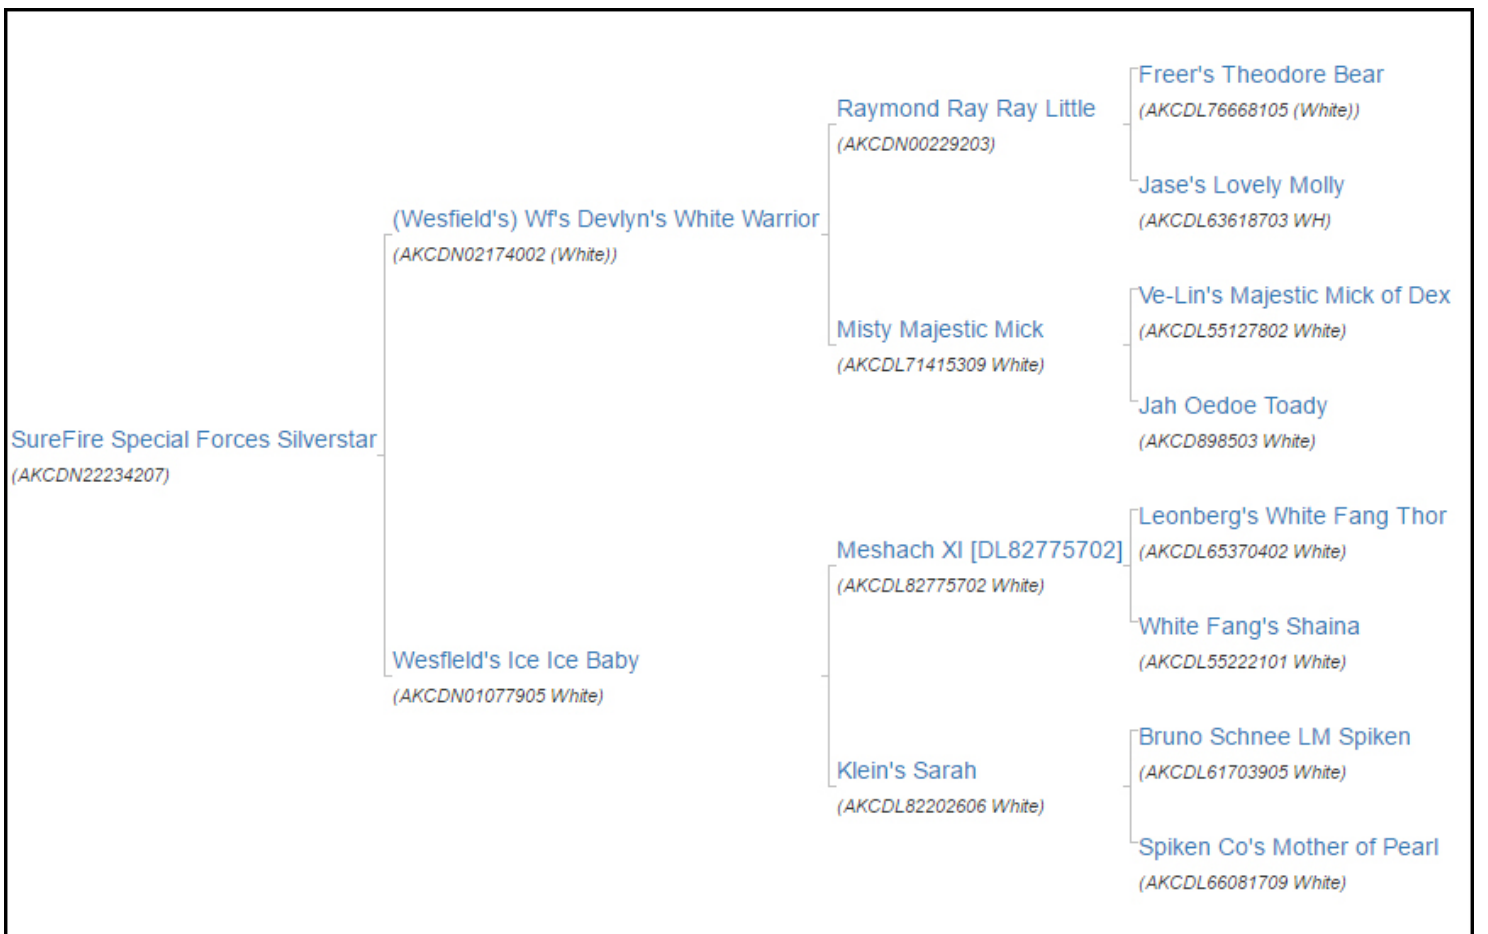 Freer's Theodore Bear
(AKCDL76668105 (White))
Raymond Ray Ray Little
(AKCDN00229203)
Jase's Lovely Molly
(AKCDL63618703 WH)
(Wesfield's) Wf's Devlyn's White Warrior
(AKCDN02174002 (White))
Ve-Lin's Majestic Mick of Dex
(AKCDL55127802 White)
Misty Majestic Mick
(AKCDL71415309 White)
Jah Oedoe Toady
(AKCD898503 White)
SureFire Special Forces Silverstar
(AKCDN22234207)
Leonberg's White Fang Thor
(AKCDL65370402 White)
Meshach XI [DL82775702]
(AKCDL82775702 White)
White Fang's Shaina
(AKCDL55222101 White)
Wesfield's Ice Ice Baby
(AKCDN01077905 White)
Bruno Schnee LM Spiken
(AKCDL61703905 White)
Klein's Sarah
(AKCDL82202606 White)
Spiken Co's Mother of Pearl
(AKCDL66081709 White)